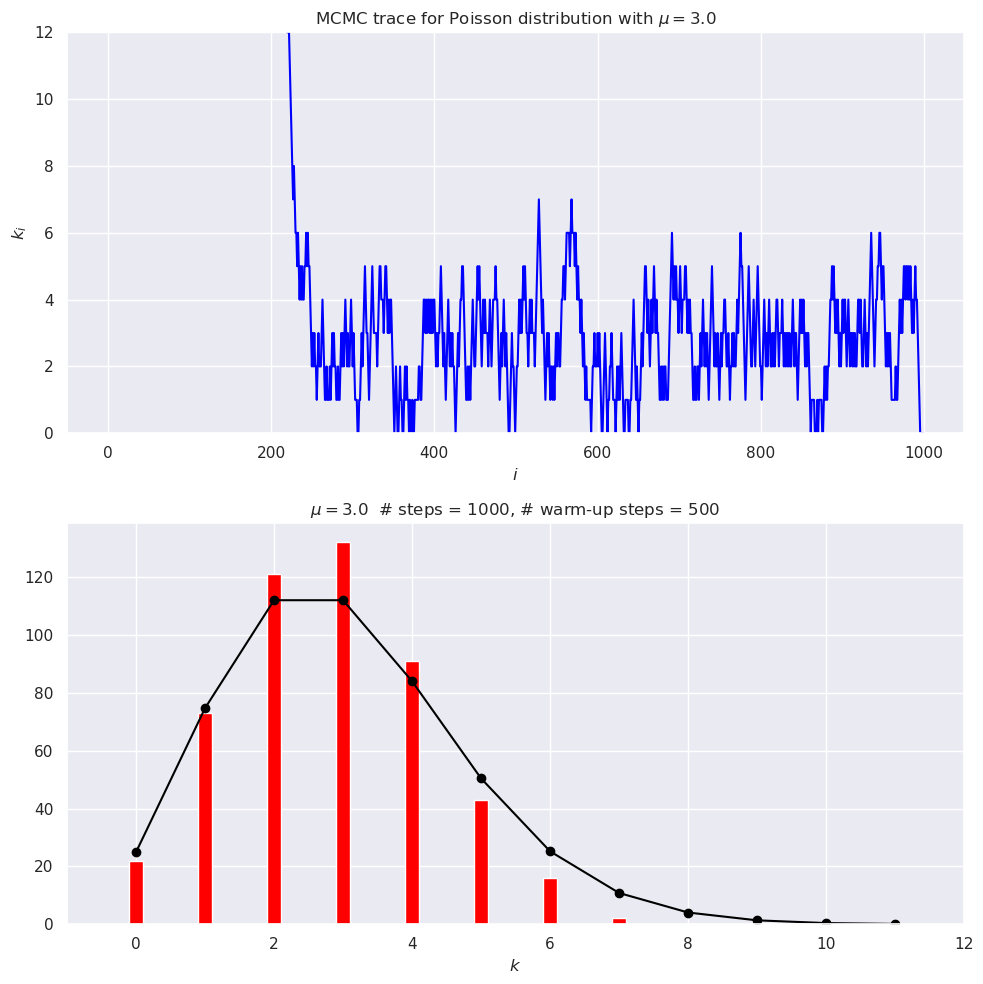 MCMC trace for Poisson distribution with μ = 3.0
12
10
8
6
4
2
0
k_i
0 200 400 600 800 1000
i
μ = 3.0 # steps = 1000, # warm-up steps = 500
120
100
80
60
40
20
0
0 2 4 6 8 10 12
k